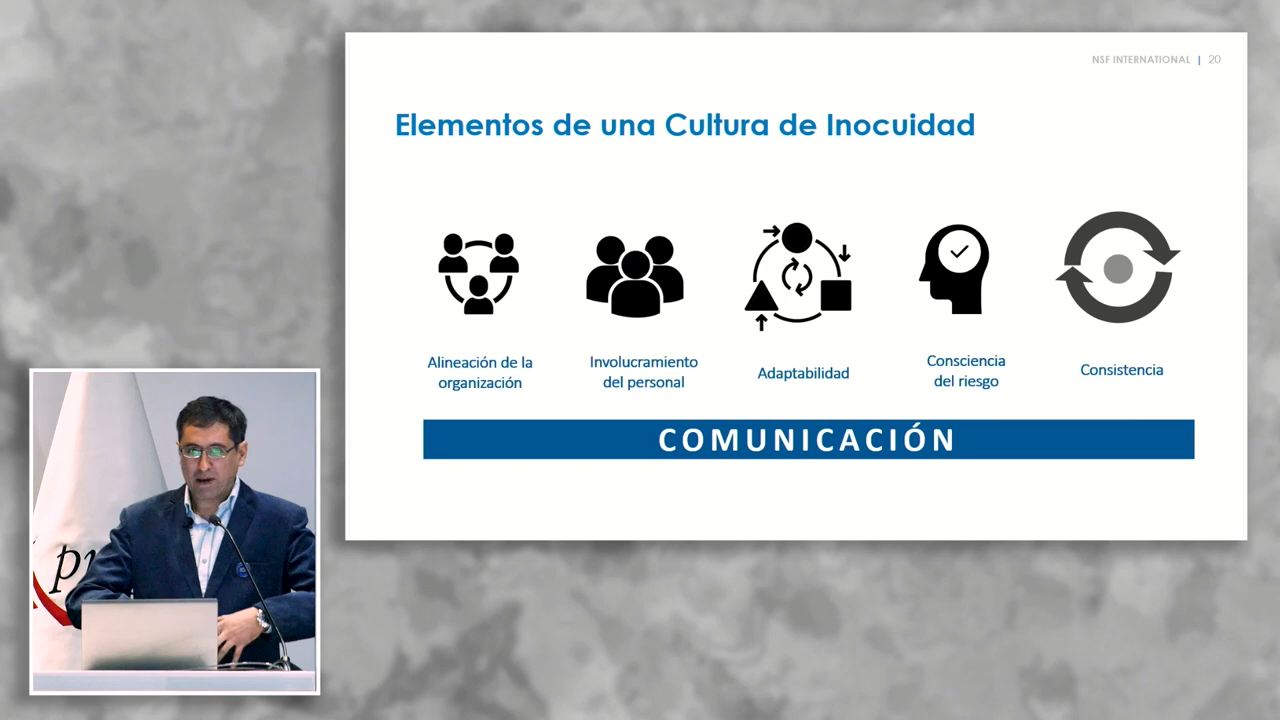 NSF INTERNATIONAL | 20
Elementos de una Cultura de Inocuidad
Alineación de la
organización
Involucramiento
del personal
Adaptabilidad
Consciencia
del riesgo
Consistencia
COMUNICACIÓN